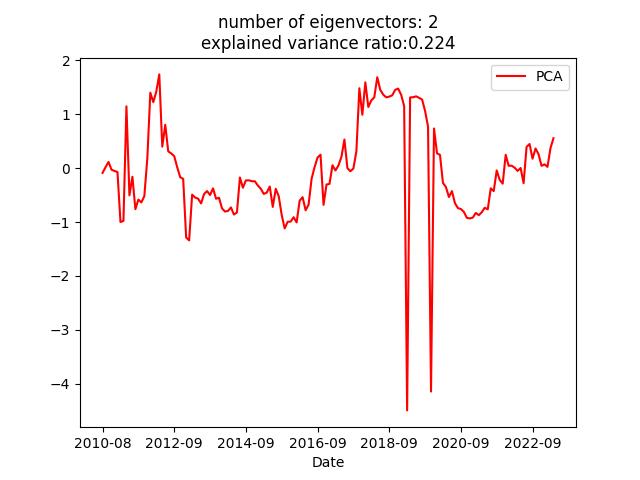 number of eigenvectors: 2
explained variance ratio:0.224
PCA
2
1
0
−1
−2
−3
−4
2010-08 2012-09 2014-09 2016-09 2018-09 2020-09 2022-09
Date